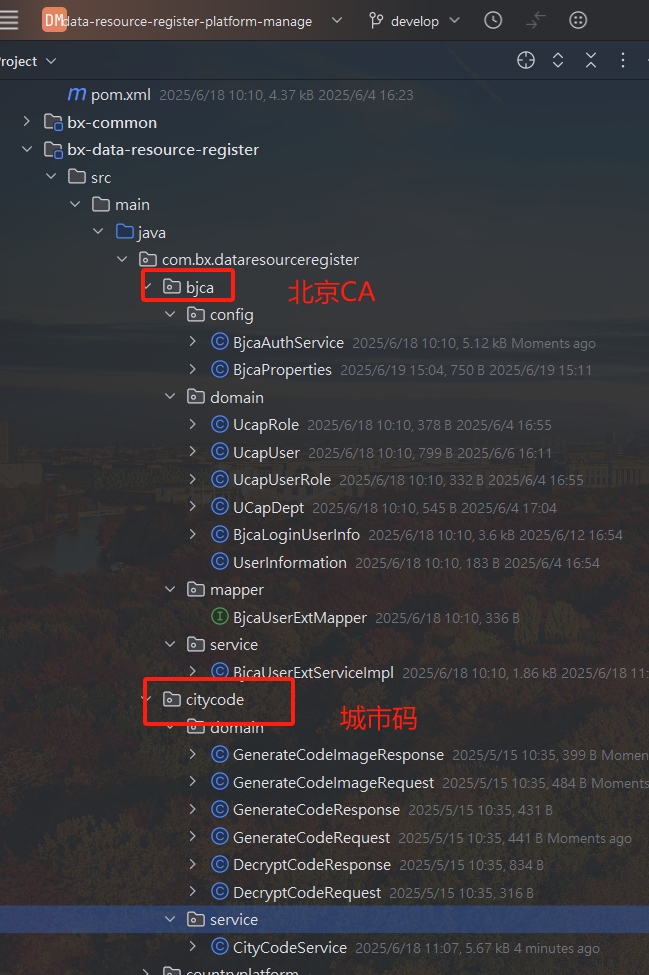 DM data-resource-register-platform-manage develop
roject
pom.xml 2025/6/18 10:10, 4.37 kB 2025/6/4 16:23
bx-common
bx-data-resource-register
src
main
java
com.bx.dataresourceregister
bjca 北京CA
config
BjcaAuthService 2025/6/18 10:10, 5.12 kB Moments ago
BjcaProperties 2025/6/19 15:04, 750 B 2025/6/19 15:11
domain
UcapRole 2025/6/18 10:10, 378 B 2025/6/4 16:55
UcapUser 2025/6/18 10:10, 799 B 2025/6/6 16:11
UcapUserRole 2025/6/18 10:10, 332 B 2025/6/4 16:55
UCapDept 2025/6/18 10:10, 545 B 2025/6/4 17:04
BjcaLoginUserInfo 2025/6/18 10:10, 3.6 kB 2025/6/12 16:54
UserInformation 2025/6/18 10:10, 183 B 2025/6/4 16:54
mapper
BjcaUserExtMapper 2025/6/18 10:10, 336 B
service
BjcaUserExtServiceImpl 2025/6/18 10:10, 1.86 kB 2025/6/18 11:
citycode 城市码
domain
GenerateCodeImageResponse 2025/5/15 10:35, 399 B Momen
GenerateCodeImageRequest 2025/5/15 10:35, 484 B Moments
GenerateCodeResponse 2025/5/15 10:35, 431 B
GenerateCodeRequest 2025/5/15 10:35, 441 B Moments ago
DecryptCodeResponse 2025/5/15 10:35, 834 B
DecryptCodeRequest 2025/5/15 10:35, 316 B
service
CityCodeService 2025/6/18 11:07, 5.67 kB 4 minutes ago
countryplatform